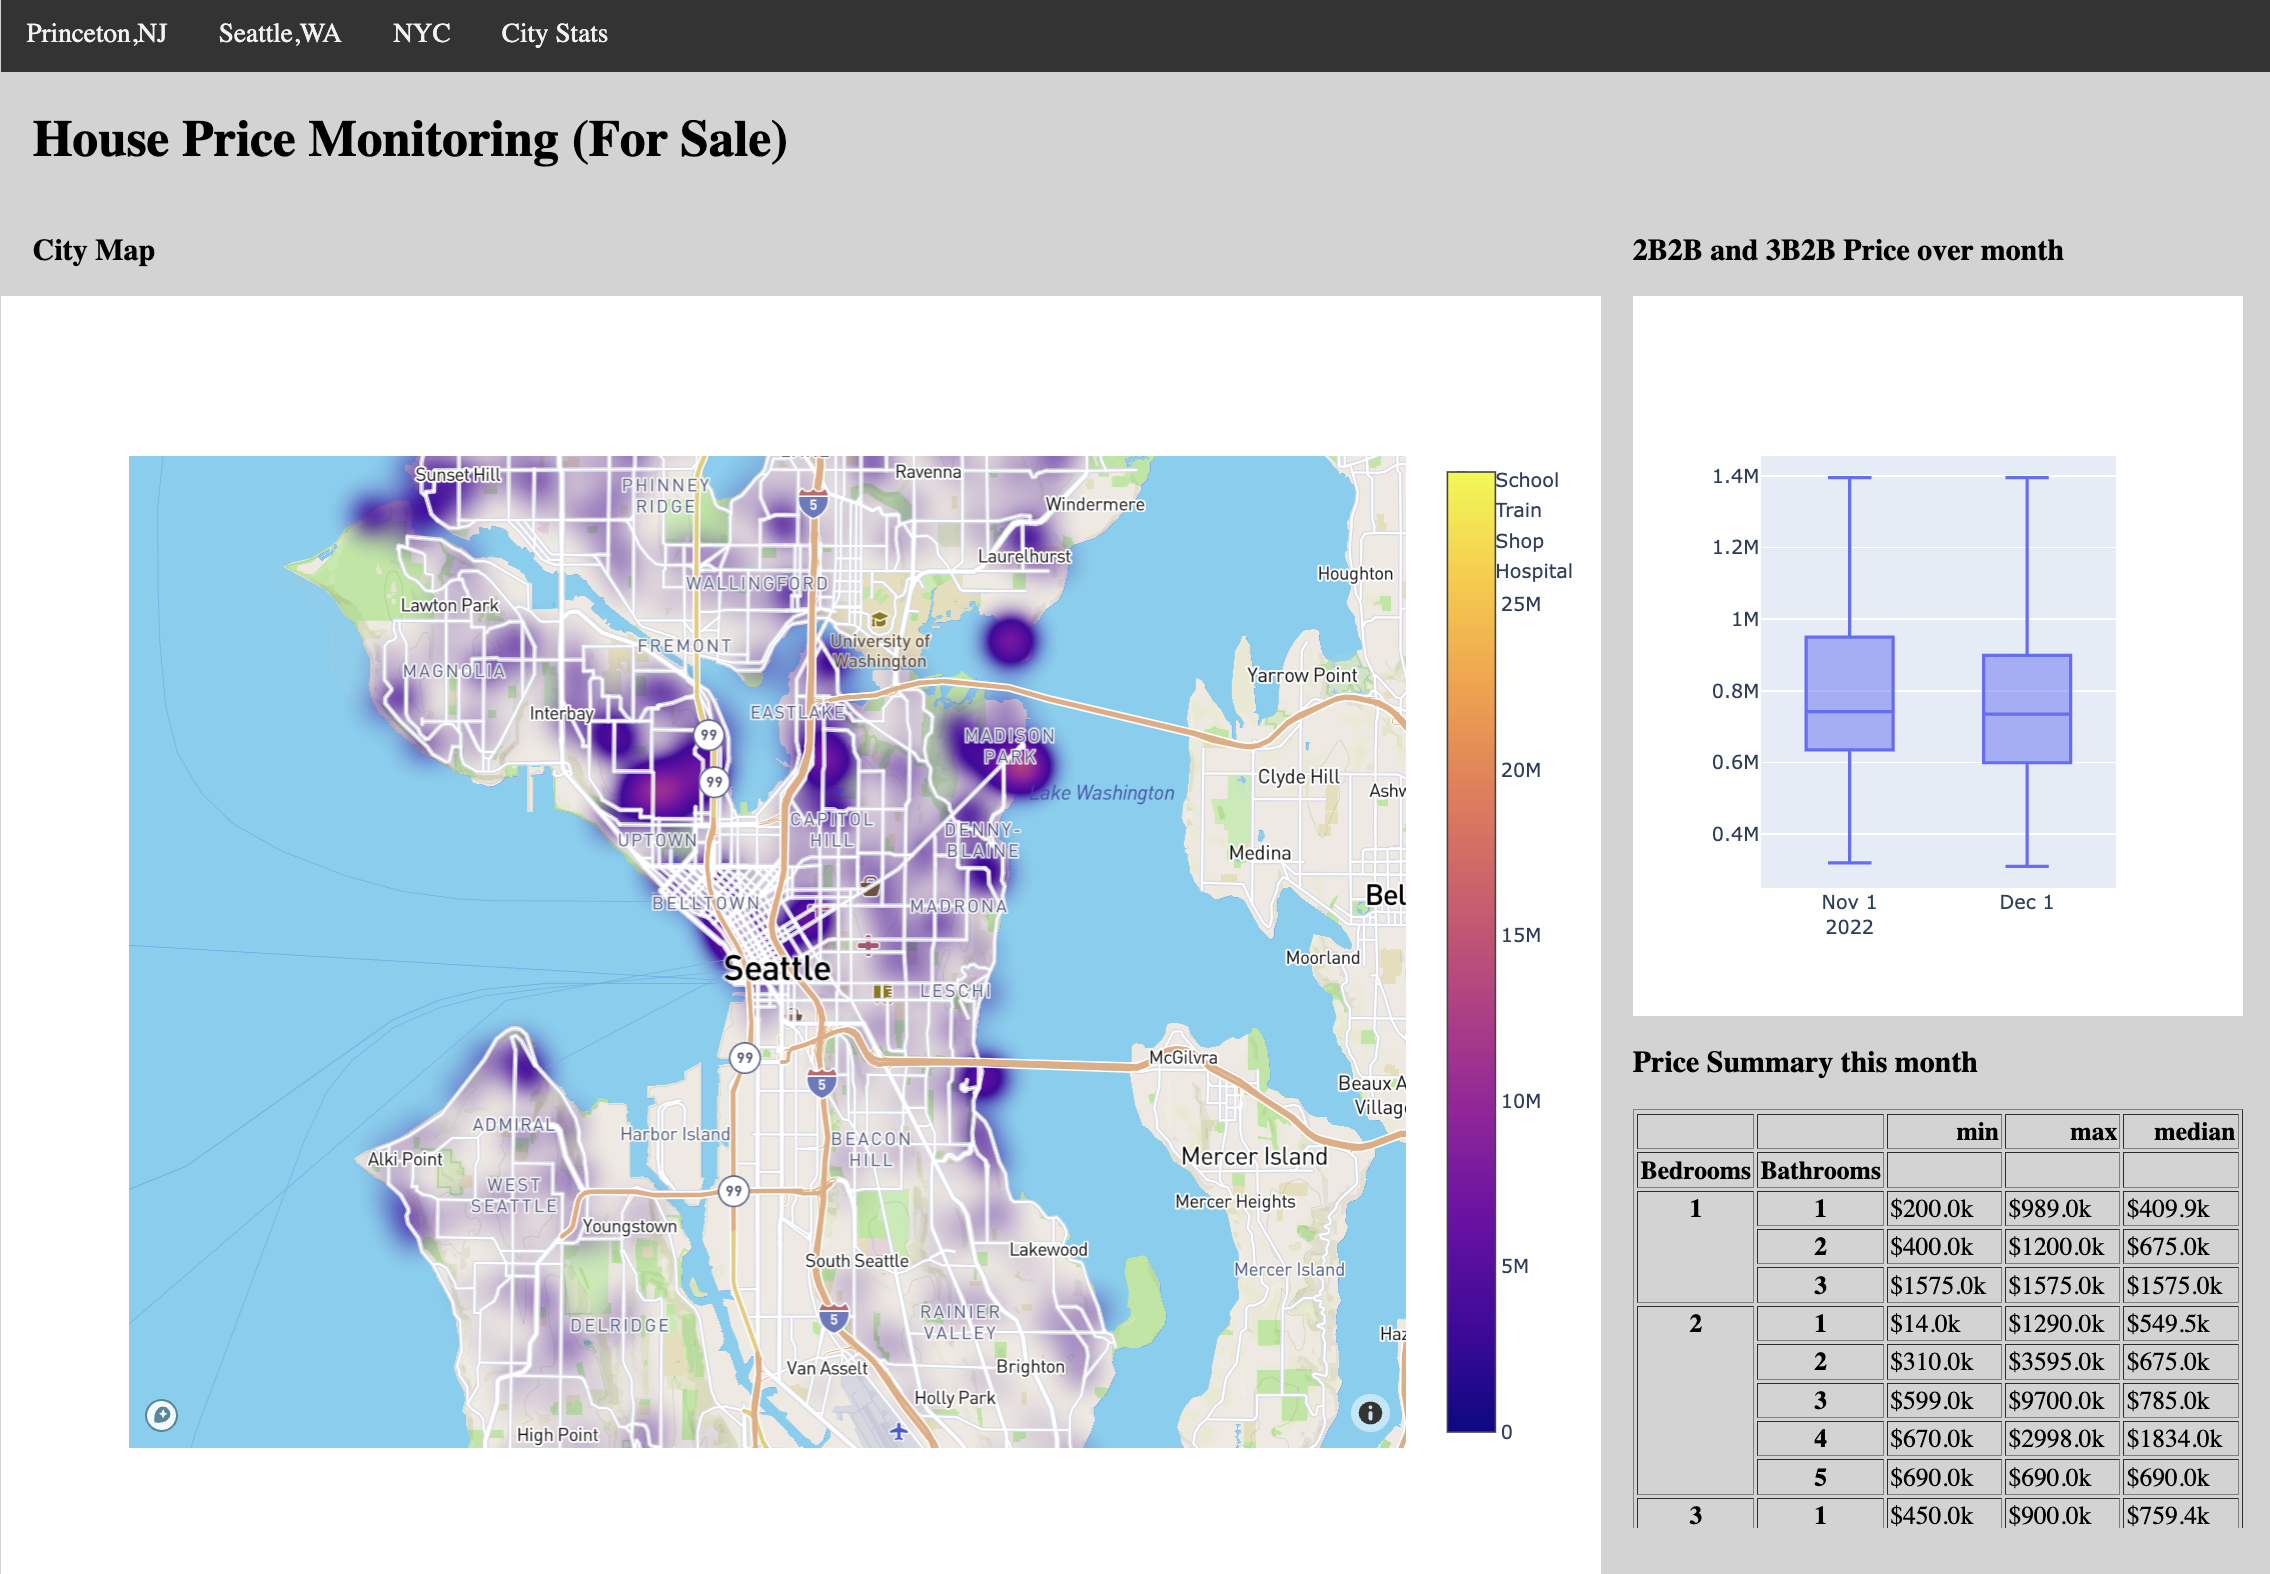 Princeton,NJ Seattle,WA NYC City Stats
House Price Monitoring (For Sale)
City Map
Sunset Hill
PHINNEY
RIDGE
5
Ravenna
Windermere
Laurelhurst
WALLINGFORD
Houghton
Lawton Park
University of
Washington
FREMONT
MAGNOLIA
Yarrow Point
Interbay
EASTLAKE
99
MADISON
PARK
99
Clyde Hill
Lake Washington
Ashw
CAPITOL
HILL
UPTOWN
DENNY-
BLAINE
Medina
Bel
BELLTOWN
MADRONA
Seattle
Moorland
LESCHI
99
McGilvra
5
Beaux A
Villag
ADMIRAL
Harbor Island
BEACON
HILL
Alki Point
Mercer Island
WEST
SEATTLE
99
Mercer Heights
Youngstown
Lakewood
South Seattle
Mercer Island
RAINIER
VALLEY
5
DELRIDGE
Haz
Van Asselt
Brighton
Holly Park
High Point
School
Train
Shop
Hospital
25M
20M
15M
10M
5M
0
2B2B and 3B2B Price over month
1.4M
1.2M
1M
0.8M
0.6M
0.4M
Nov 1 Dec 1
2022
Price Summary this month
min max median
Bedrooms Bathrooms
1 1 $200.0k $989.0k $409.9k
2 $400.0k $1200.0k $675.0k
3 $1575.0k $1575.0k $1575.0k
2 1 $14.0k $1290.0k $549.5k
2 $310.0k $3595.0k $675.0k
3 $599.0k $9700.0k $785.0k
4 $670.0k $2998.0k $1834.0k
5 $690.0k $690.0k $690.0k
3 1 $450.0k $900.0k $759.4k